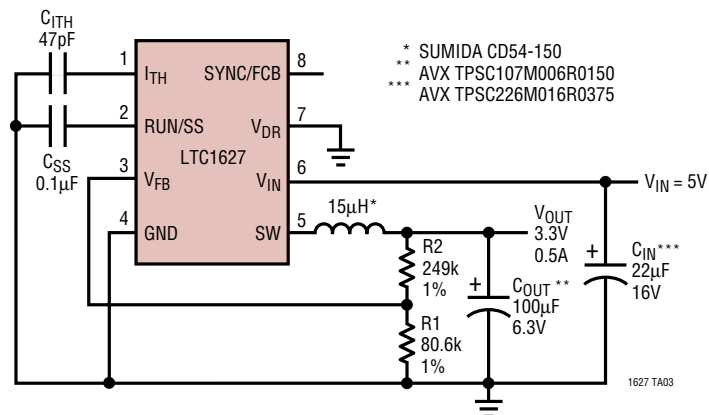 C_ITH
47pF
1
I_TH
SYNC/FCB
8
2
RUN/SS
V_DR
7
LTC1627
3
V_FB
V_IN
6
4
GND
SW
5
C_SS
0.1µF
15µH*
* SUMIDA CD54-150
** AVX TPSC107M006R0150
*** AVX TPSC226M016R0375
V_IN = 5V
V_OUT
3.3V
0.5A
R2
249k
1%
R1
80.6k
1%
+
C_OUT **
100µF
6.3V
+
C_IN***
22µF
16V
1627 TA03